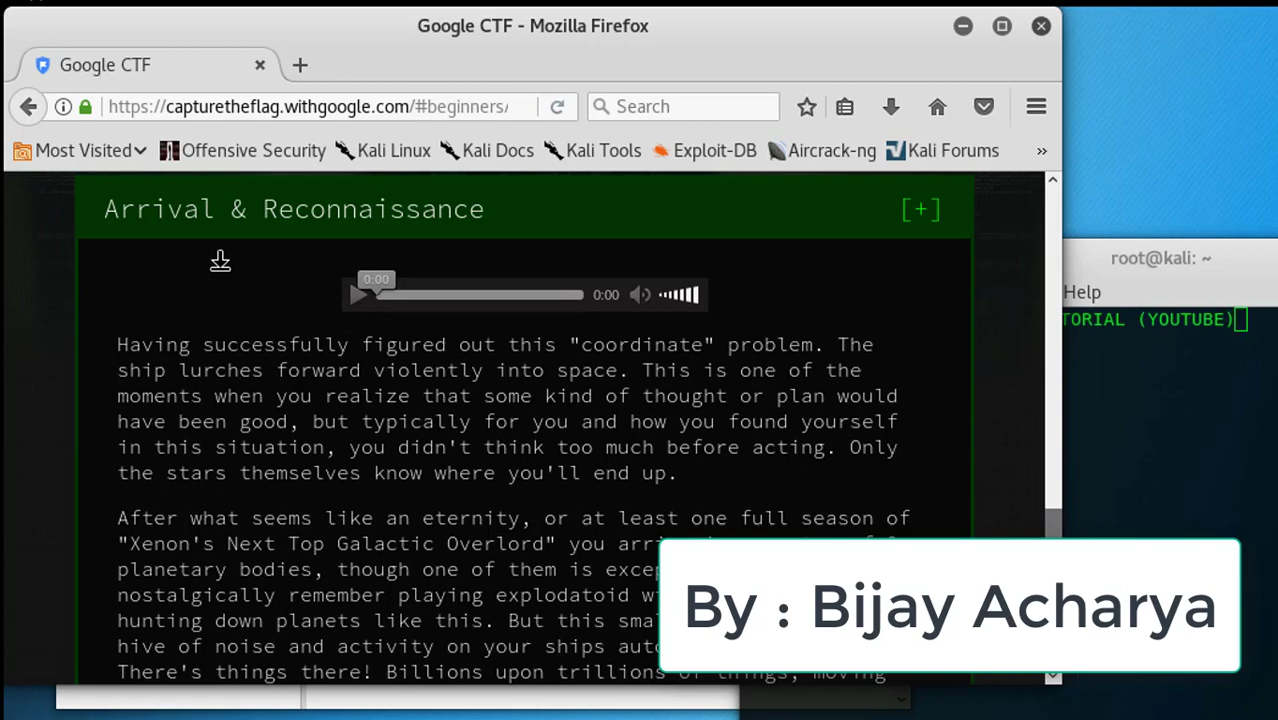 Google CTF - Mozilla Firefox
Google CTF
https://capturetheflag.withgoogle.com/#beginners/
Search
Most Visited Offensive Security Kali Linux Kali Docs Kali Tools Exploit-DB Aircrack-ng Kali Forums »
Arrival & Reconnaissance [+]
root@kali: ~
0:00
0:00
Help
TORIAL (YOUTUBE)
Having successfully figured out this "coordinate" problem. The
ship lurches forward violently into space. This is one of the
moments when you realize that some kind of thought or plan would
have been good, but typically for you and how you found yourself
in this situation, you didn't think too much before acting. Only
the stars themselves know where you'll end up.
After what seems like an eternity, or at least one full season of
"Xenon's Next Top Galactic Overlord" you
planetary bodies, though one of them is
nostalgically remember playing explodatoid
hunting down planets like this. But this
hive of noise and activity on your ships
There's things there! Billions upon trillions of things, moving
By : Bijay Acharya